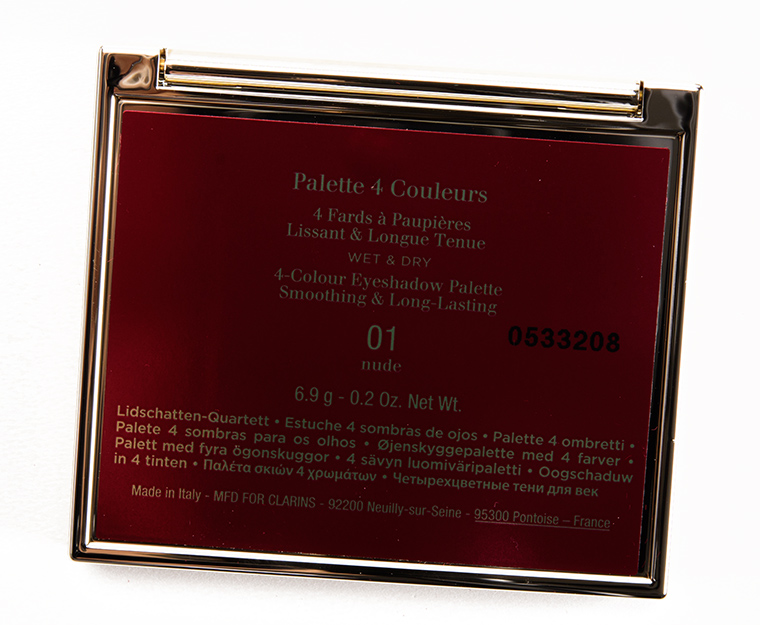 Palette 4 Couleurs
4 Fards à Paupières
Lissant & Longue Tenue
WET & DRY
4-Colour Eyeshadow Palette
Smoothing & Long-Lasting
01
nude
0533208
6.9 g - 0.2 Oz. Net Wt.
Lidschatten-Quartett • Estuche 4 sombras de ojos • Palette 4 ombretti •
Palete 4 sombras para os olhos • Øjenskyggepalette med 4 farver •
Palett med fyra ögonskuggor • 4 sävyn luomiväripaletti • Oogschaduw
in 4 tinten • Παλέτα σκιών 4 χρωμάτων • Четырехцветные тени для век
Made in Italy - MFD FOR CLARINS - 92200 Neuilly-sur-Seine - 95300 Pontoise – France